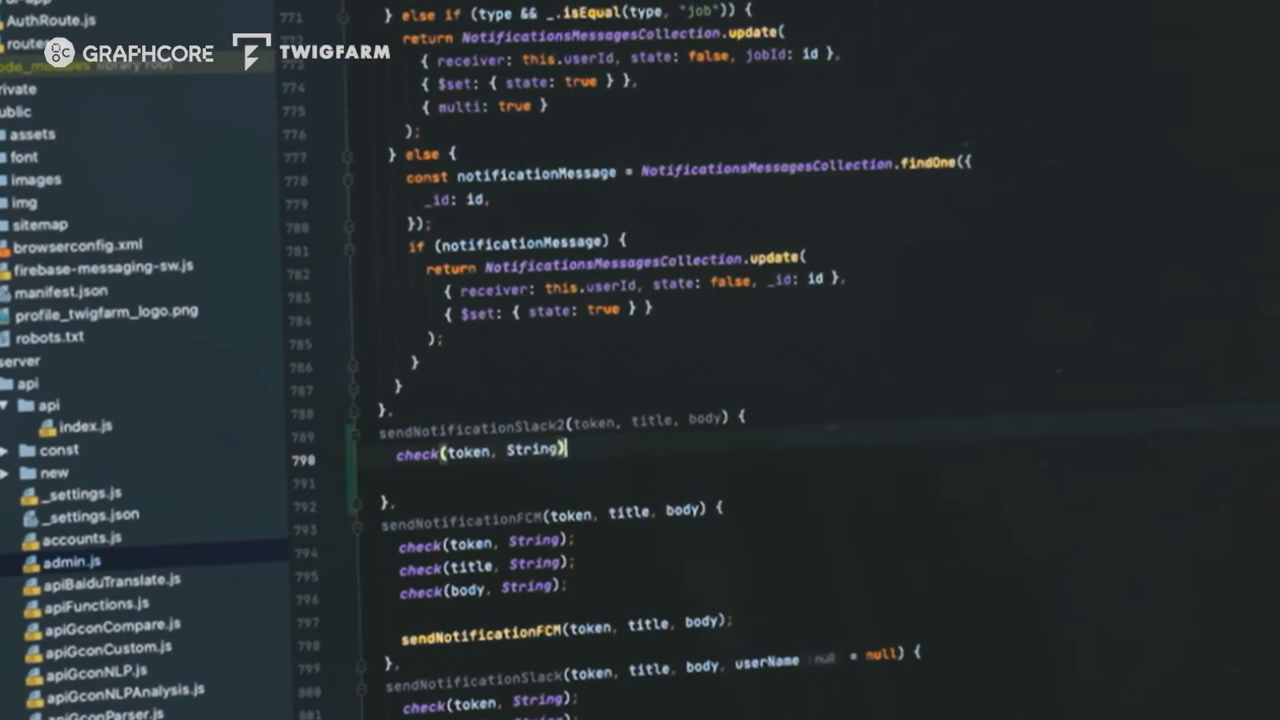 GRAPHCORE
TWIGFARM
AuthRoute.js
library root
ublic
assets
font
images
img
sitemap
browserconfig.xml
firebase-messaging-sw.js
manifest.json
profile_twigfarm_logo.png
robots.txt
server
api
api
index.js
const
new
_settings.js
_settings.json
accounts.js
admin.js
apiBaiduTranslate.js
apiFunctions.js
apiGconCompare.js
apiGconCustom.js
apiGconNLP.js
apiGconNLPAnalysis.js
apiGconParser.js
771 } else if (type && _.isEqual(type, "job")) {
return NotificationsMessagesCollection.update(
{ receiver: this.userId, state: false, jobId: id },
774 { $set: { state: true } },
775 { multi: true }
776 );
777 } else {
778 const notificationMessage = NotificationsMessagesCollection.findOne({
779 _id: id,
780 });
781 if (notificationMessage) {
782 return NotificationsMessagesCollection.update(
783 { receiver: this.userId, state: false, _id: id },
784 { $set: { state: true } }
785 );
786 }
787 }
788 },
789 sendNotificationSlack2(token, title, body) {
790 check(token, String)
791
792 },
793 sendNotificationFCM(token, title, body) {
794 check(token, String);
795 check(title, String);
796 check(body, String);
797
798 sendNotificationFCM(token, title, body);
799 },
800 sendNotificationSlack(token, title, body, userName :null = null) {
801 check(token, String);